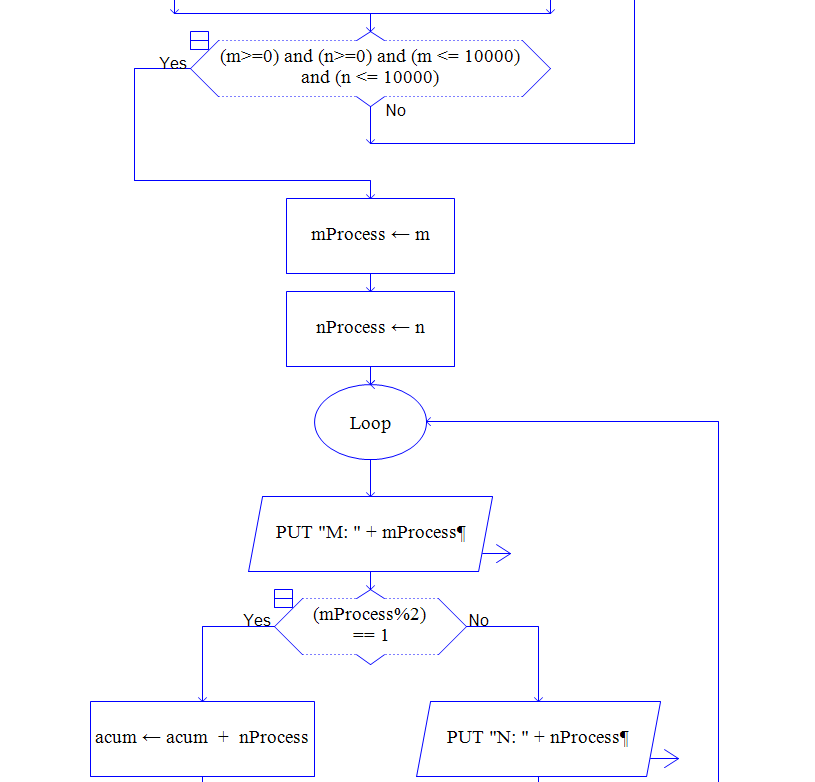 (m>=0) and (n>=0) and (m <= 10000)
and (n <= 10000)
Yes
No
mProcess ← m
nProcess ← n
Loop
PUT "M: " + mProcess¶
(mProcess%2)
== 1
Yes
No
acum ← acum + nProcess
PUT "N: " + nProcess¶